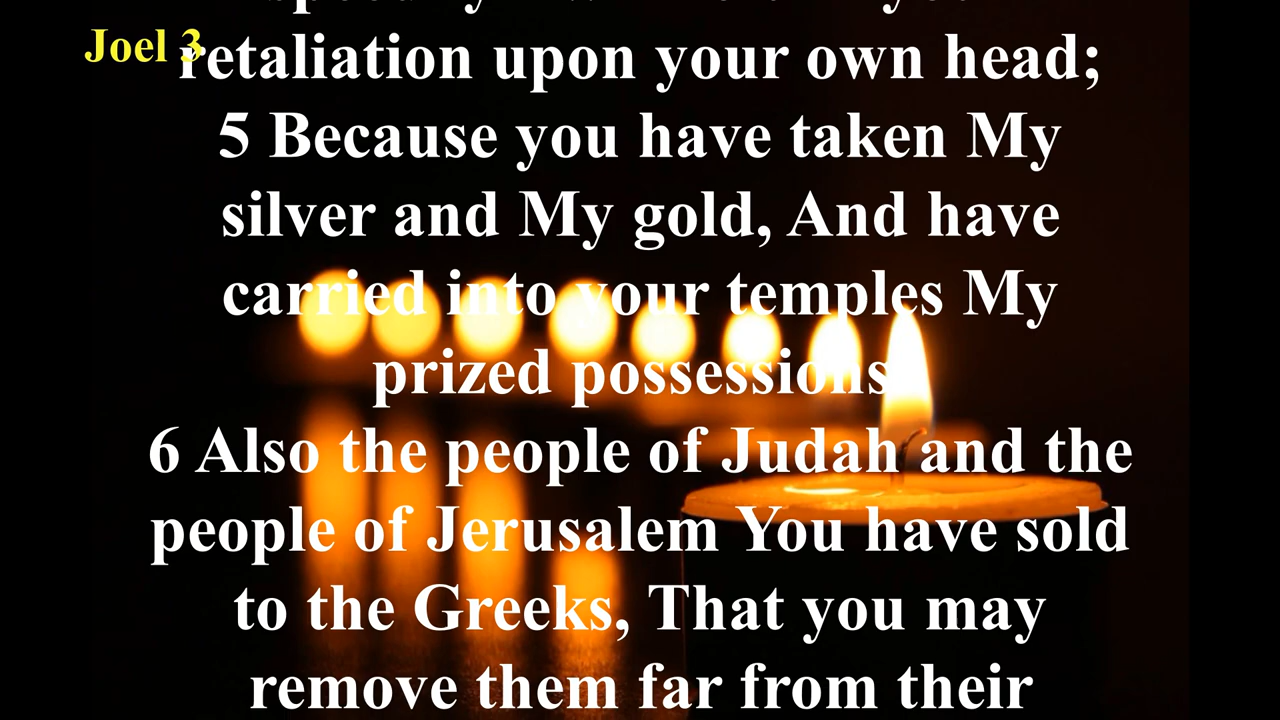 Joel 3
retaliation upon your own head;
5 Because you have taken My
silver and My gold, And have
carried into your temples My
prized possessions
6 Also the people of Judah and the
people of Jerusalem You have sold
to the Greeks, That you may
remove them far from their